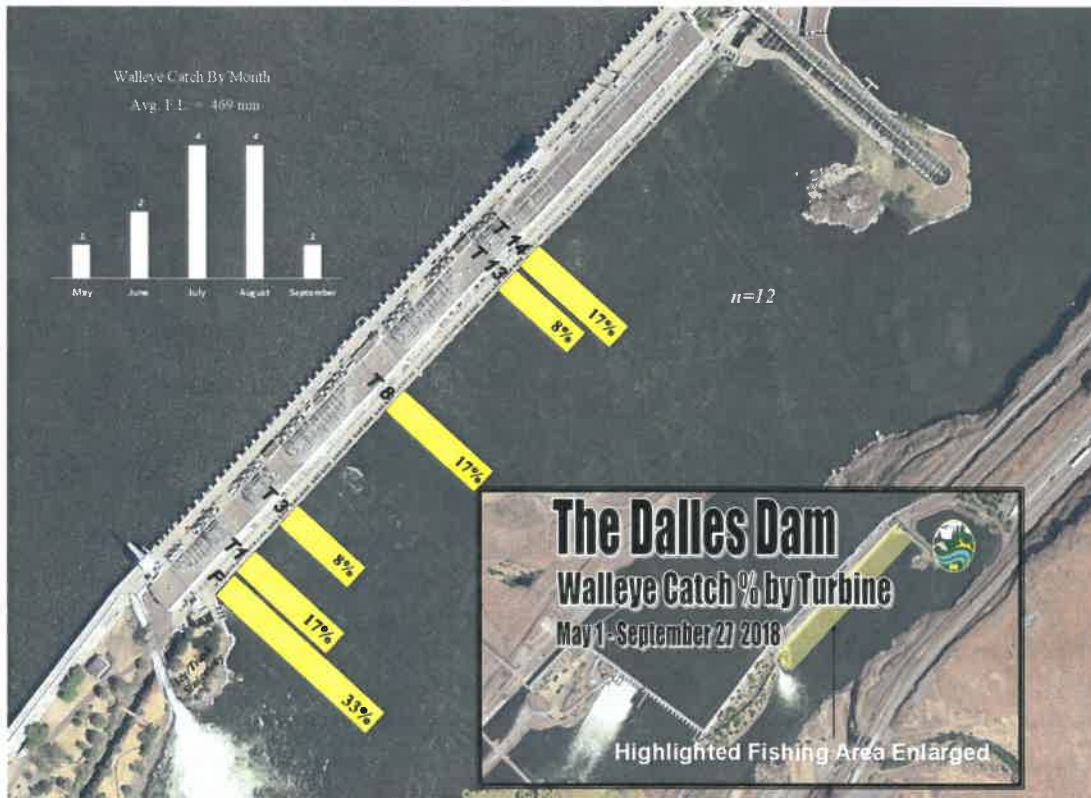 Walleye Catch By Month
Avg. F.L. = 469 mm
1
2
4
4
1
May
June
July
August
September
T 14
T 13
17%
8%
n=12
T 8
17%
T 3
8%
T1
F
17%
33%
The Dalles Dam
Walleye Catch % by Turbine
May 1 - September 27 2018
Highlighted Fishing Area Enlarged